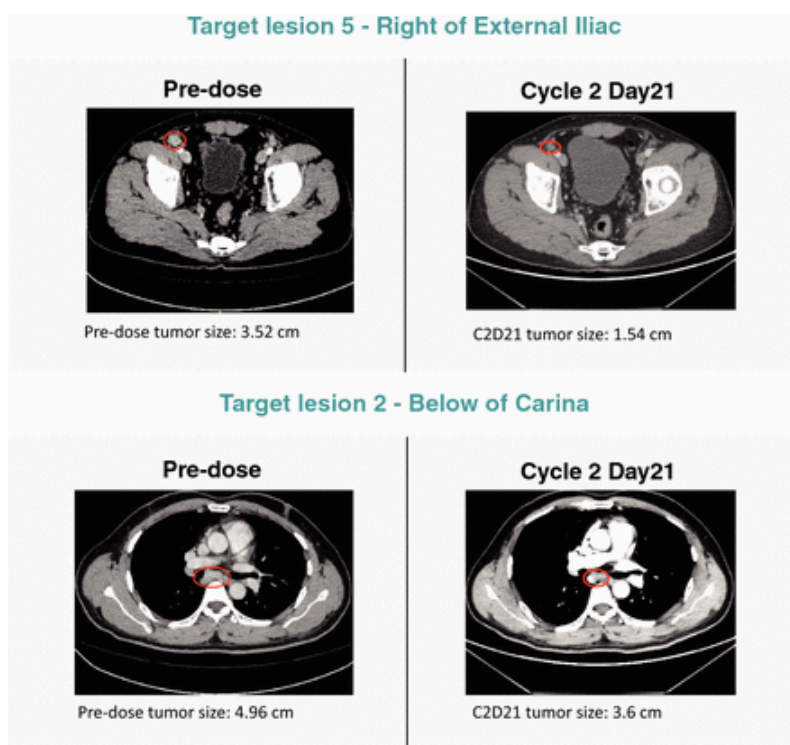 Target lesion 5 - Right of External Iliac
Pre-dose
Cycle 2 Day21
Pre-dose tumor size: 3.52 cm
C2D21 tumor size: 1.54 cm
Target lesion 2 - Below of Carina
Pre-dose
Cycle 2 Day21
Pre-dose tumor size: 4.96 cm
C2D21 tumor size: 3.6 cm